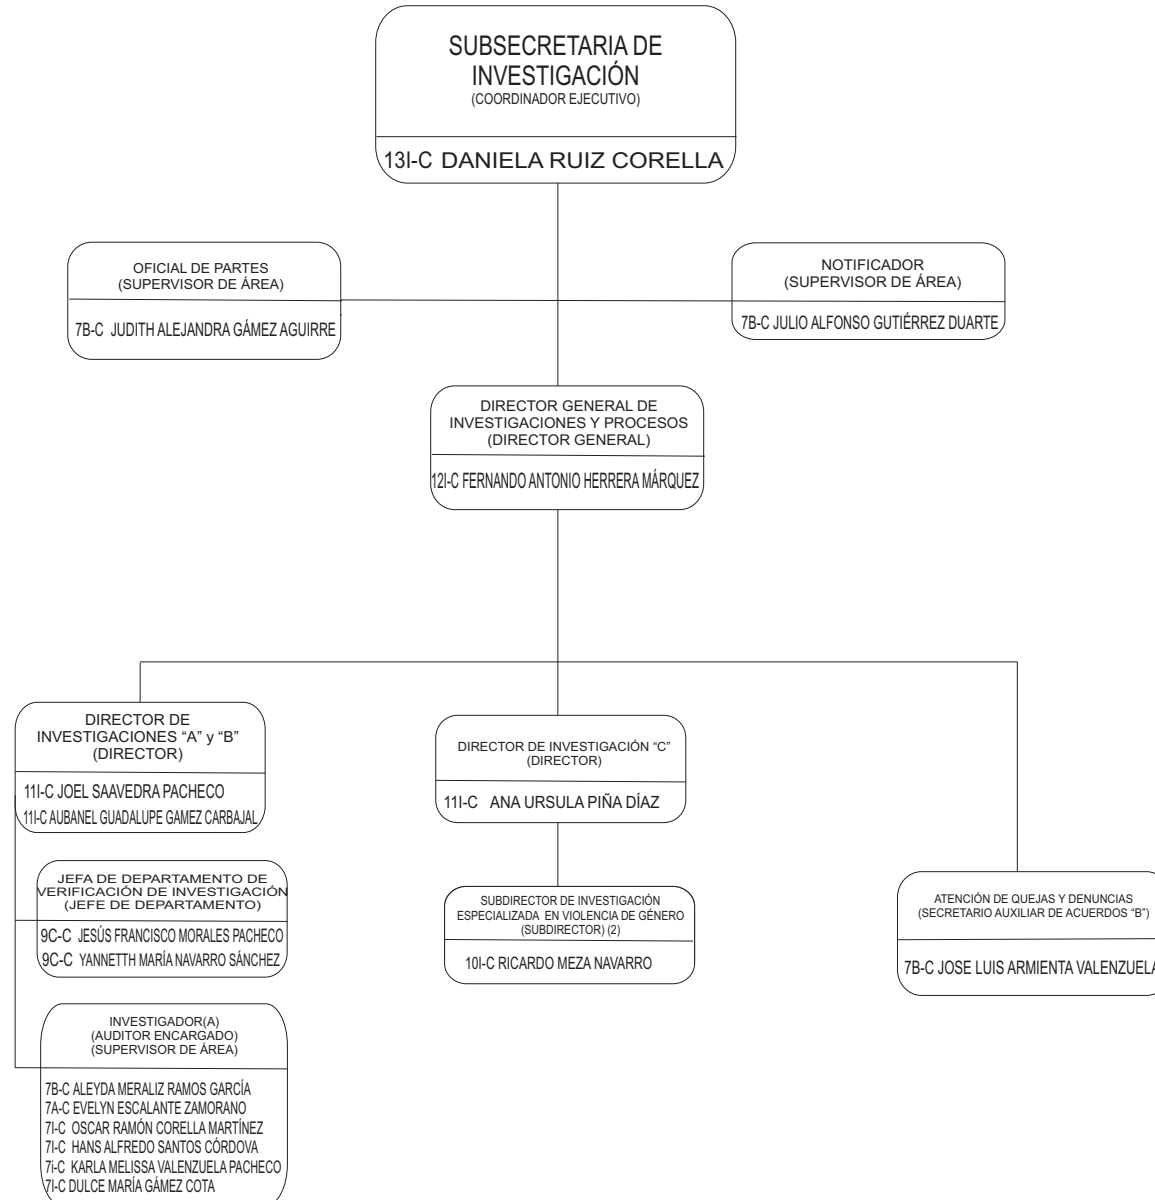 SUBSECRETARIA DE
INVESTIGACIÓN
(COORDINADOR EJECUTIVO)
13I-C DANIELA RUIZ CORELLA
OFICIAL DE PARTES
(SUPERVISOR DE ÁREA)
7B-C JUDITH ALEJANDRA GÁMEZ AGUIRRE
NOTIFICADOR
(SUPERVISOR DE ÁREA)
7B-C JULIO ALFONSO GUTIÉRREZ DUARTE
DIRECTOR GENERAL DE
INVESTIGACIONES Y PROCESOS
(DIRECTOR GENERAL)
12I-C FERNANDO ANTONIO HERRERA MÁRQUEZ
DIRECTOR DE
INVESTIGACIONES “A” y “B”
(DIRECTOR)
11I-C JOEL SAAVEDRA PACHECO
11I-C AUBANEL GUADALUPE GAMEZ CARBAJAL
JEFA DE DEPARTAMENTO DE
VERIFICACIÓN DE INVESTIGACIÓN
(JEFE DE DEPARTAMENTO)
9C-C JESÚS FRANCISCO MORALES PACHECO
9C-C YANNETTH MARÍA NAVARRO SÁNCHEZ
INVESTIGADOR(A)
(AUDITOR ENCARGADO)
(SUPERVISOR DE ÁREA)
7B-C ALEYDA MERALIZ RAMOS GARCÍA
7A-C EVELYN ESCALANTE ZAMORANO
7I-C OSCAR RAMÓN CORELLA MARTÍNEZ
7I-C HANS ALFREDO SANTOS CÓRDOVA
7i-C KARLA MELISSA VALENZUELA PACHECO
7I-C DULCE MARÍA GÁMEZ COTA
DIRECTOR DE INVESTIGACIÓN “C”
(DIRECTOR)
11I-C ANA URSULA PIÑA DÍAZ
SUBDIRECTOR DE INVESTIGACIÓN
ESPECIALIZADA EN VIOLENCIA DE GÉNERO
(SUBDIRECTOR) (2)
10I-C RICARDO MEZA NAVARRO
ATENCIÓN DE QUEJAS Y DENUNCIAS
(SECRETARIO AUXILIAR DE ACUERDOS “B”)
7B-C JOSE LUIS ARMIENTA VALENZUELA